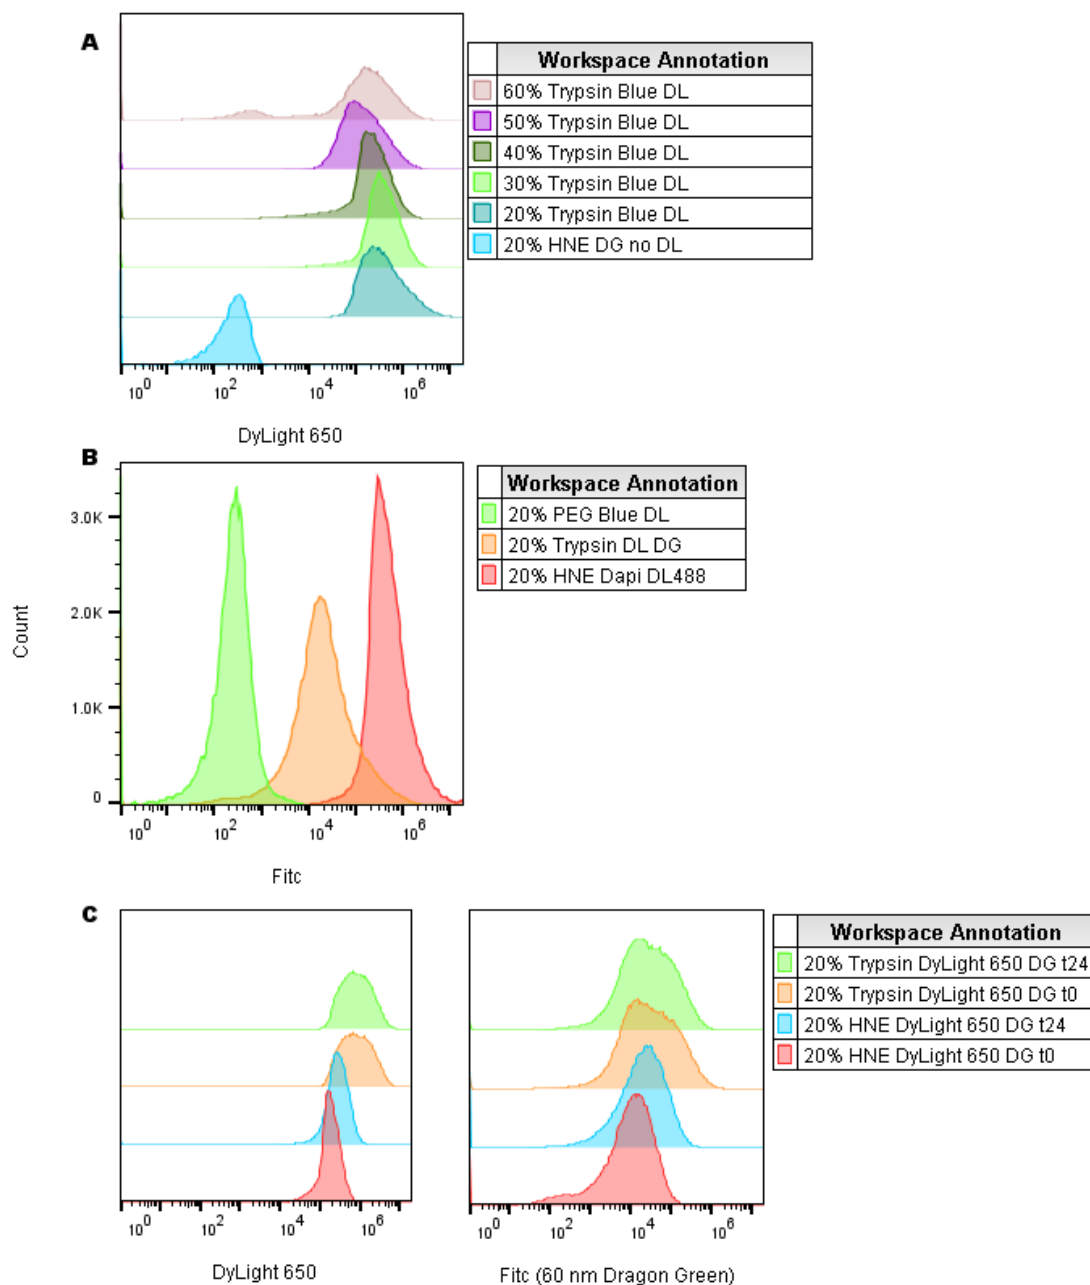 A
Workspace Annotation
60% Trypsin Blue DL
50% Trypsin Blue DL
40% Trypsin Blue DL
30% Trypsin Blue DL
20% Trypsin Blue DL
20% HNE DG no DL
10^0 10^2 10^4 10^6
DyLight 650
B
Workspace Annotation
20% PEG Blue DL
20% Trypsin DL DG
20% HNE Dapi DL488
3.0K
2.0K
1.0K
0
Count
10^0 10^2 10^4 10^6
Fitc
C
Workspace Annotation
20% Trypsin DyLight 650 DG t24
20% Trypsin DyLight 650 DG t0
20% HNE DyLight 650 DG t24
20% HNE DyLight 650 DG t0
10^0 10^2 10^4 10^6
DyLight 650
10^0 10^2 10^4 10^6
Fitc (60 nm Dragon Green)